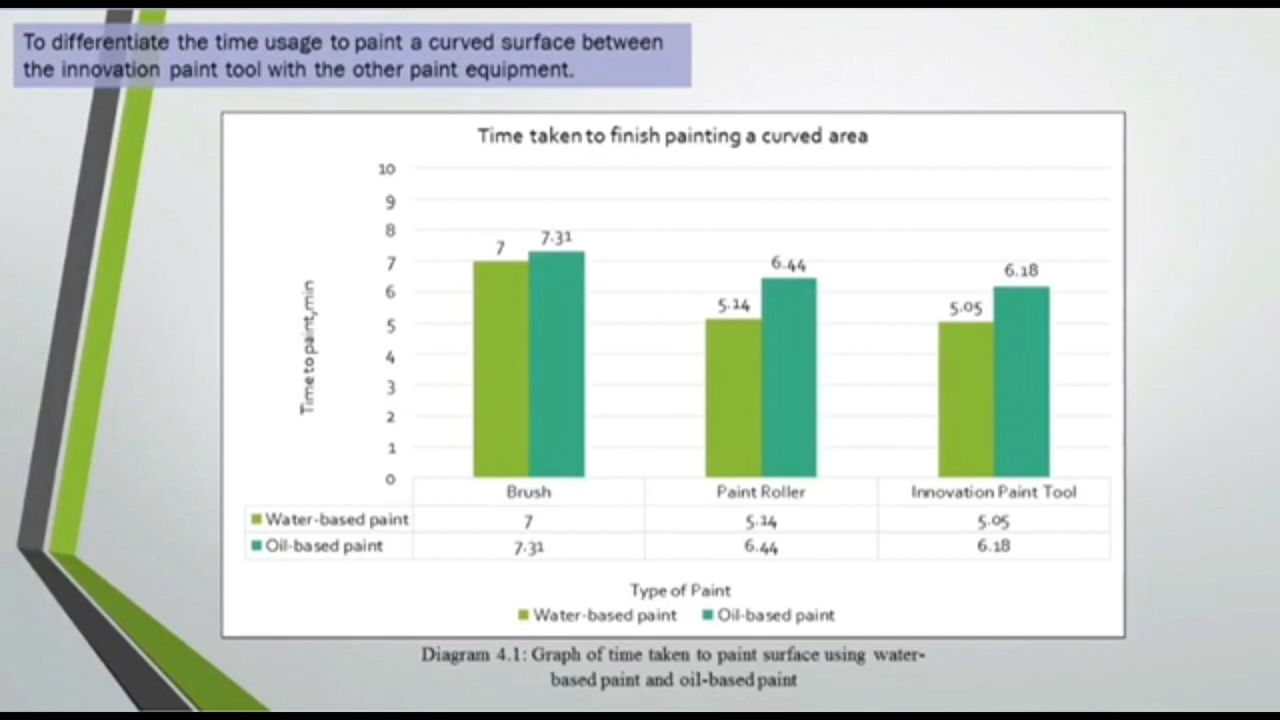 To differentiate the time usage to paint a curved surface between
the innovation paint tool with the other paint equipment.
Time taken to finish painting a curved area
10
9
8
7
6
5
4
3
2
1
0
Time to paint,min
7
7.31
5.14
6.44
5.05
6.18
Brush Paint Roller Innovation Paint Tool
Water-based paint 7 5.14 5.05
Oil-based paint 7.31 6.44 6.18
Type of Paint
Water-based paint Oil-based paint
Diagram 4.1: Graph of time taken to paint surface using water-
based paint and oil-based paint